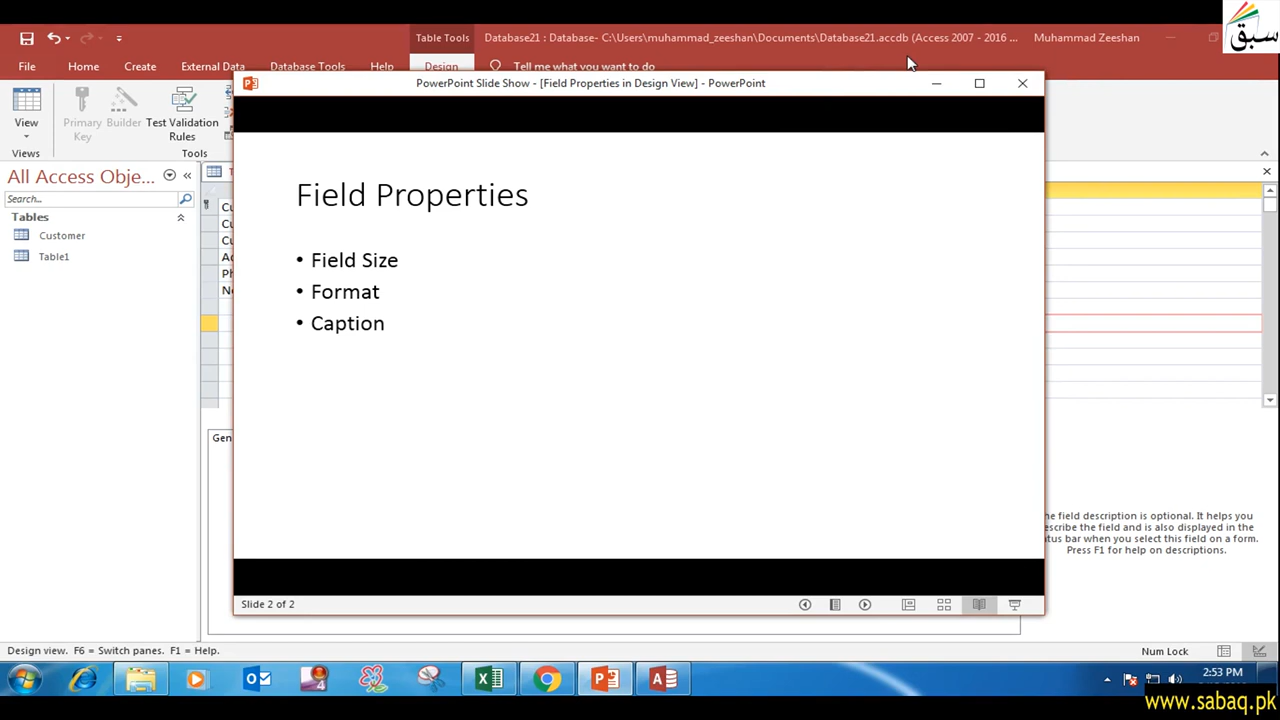 سبق
Table Tools
Database21 : Database- C:\Users\muhammad_zeeshan\Documents\Database21.accdb (Access 2007 - 2016 ...
Muhammad Zeeshan
File Home Create External Data Database Tools Help Design Tell me what you want to do
PowerPoint Slide Show - [Field Properties in Design View] - PowerPoint
View
Primary Key
Builder
Test Validation Rules
Views
Tools
All Access Obje...
Search...
Tables
Customer
Table1
Field Properties
• Field Size
• Format
• Caption
Gen
he field description is optional. It helps you
escribe the field and is also displayed in the
atus bar when you select this field on a form.
Press F1 for help on descriptions.
Slide 2 of 2
Design view. F6 = Switch panes. F1 = Help.
Num Lock
2:53 PM
www.sabaq.pk